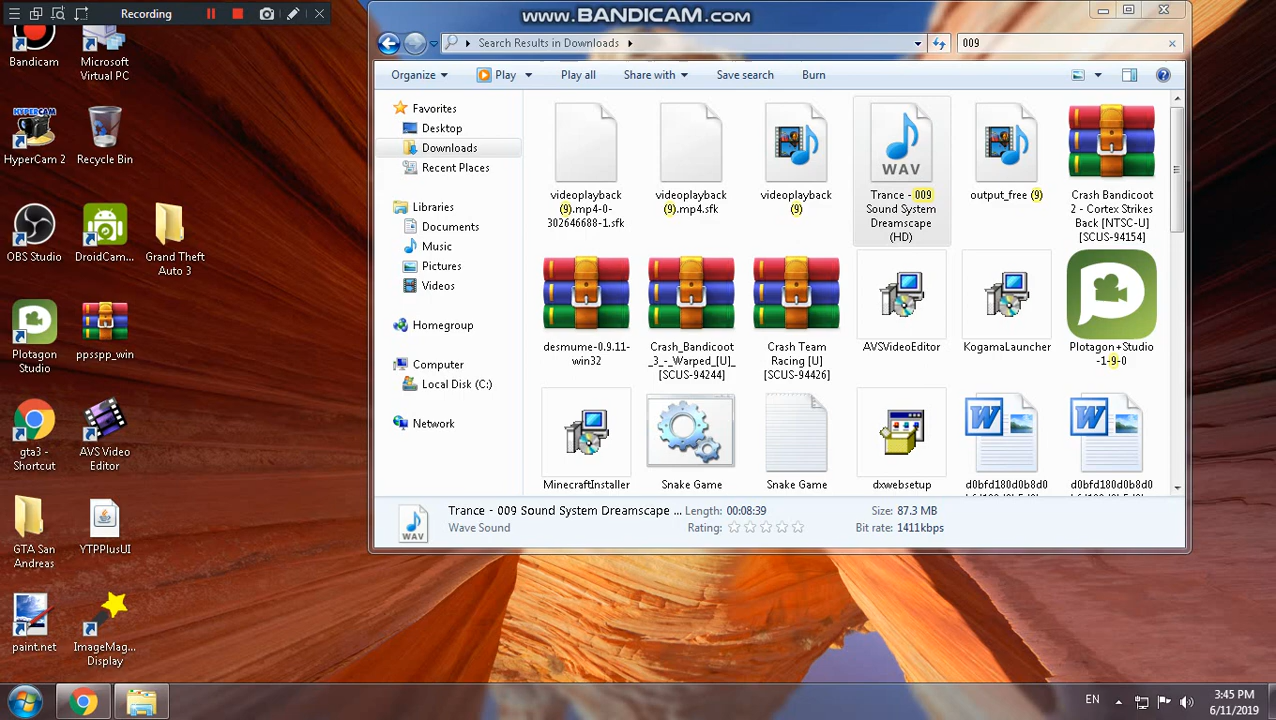 Recording
www.BANDICAM.com
Bandicam
Microsoft
Virtual PC
HyperCam 2
Recycle Bin
OBS Studio
DroidCam...
Grand Theft
Auto 3
Plotagon
Studio
ppsspp_win
gta3 -
Shortcut
AVS Video
Editor
GTA San
Andreas
YTPPlusUI
paint.net
ImageMag...
Display
Search Results in Downloads
009
Organize
Play
Play all
Share with
Save search
Burn
Favorites
Desktop
Downloads
Recent Places
Libraries
Documents
Music
Pictures
Videos
Homegroup
Computer
Local Disk (C:)
Network
videoplayback
(9).mp4-0-
302646688-1.sfk
videoplayback
(9).mp4.sfk
videoplayback
(9)
WAV
Trance - 009
Sound System
Dreamscape
(HD)
output_free (9)
Crash Bandicoot
2 - Cortex Strikes
Back [NTSC-U]
[SCUS-94154]
desmume-0.9.11-
win32
Crash_Bandicoot
_3_-_Warped_[U]_
[SCUS-94244]
Crash Team
Racing [U]
[SCUS-94426]
AVSVideoEditor
KogamaLauncher
Plotagon+Studio
-1-9-0
MinecraftInstaller
Snake Game
Snake Game
dxwebsetup
d0bfd180d0b8d0
d0bfd180d0b8d0
WAV
Trance - 009 Sound System Dreamscape ...
Wave Sound
Length: 00:08:39
Rating:
Size: 87.3 MB
Bit rate: 1411kbps
EN
3:45 PM
6/11/2019